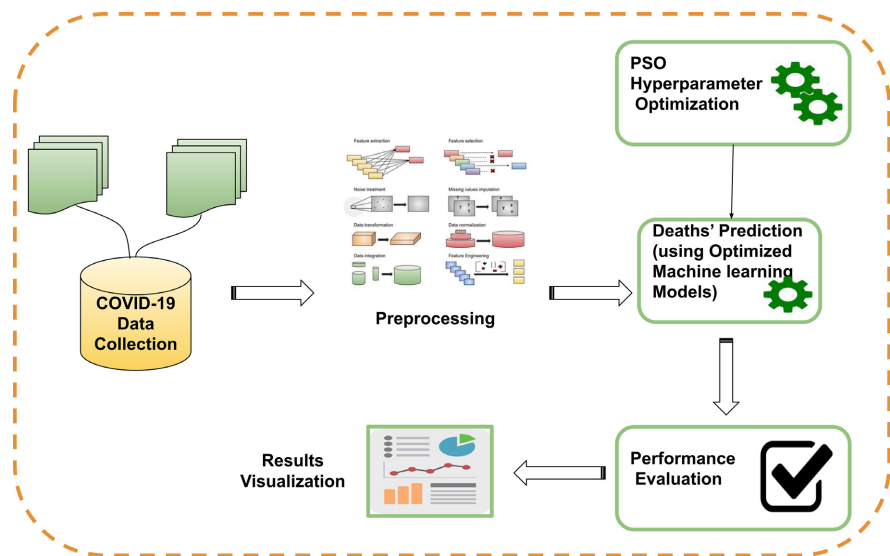 PSO
Hyperparameter
Optimization
Feature extraction
Feature selection
Noise treatment
Missing values imputation
Data transformation
Data normalisation
Data integration
Feature Engineering
COVID-19
Data
Collection
Preprocessing
Deaths' Prediction
(using Optimized
Machine learning
Models)
Results
Visualization
Performance
Evaluation